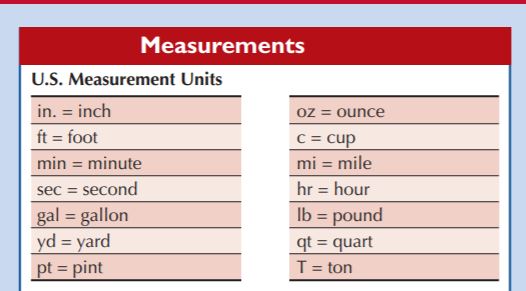 Measurements
U.S. Measurement Units
in. = inch
ft = foot
min = minute
sec = second
gal = gallon
yd = yard
pt = pint
oz = ounce
c = cup
mi = mile
hr = hour
lb = pound
qt = quart
T = ton